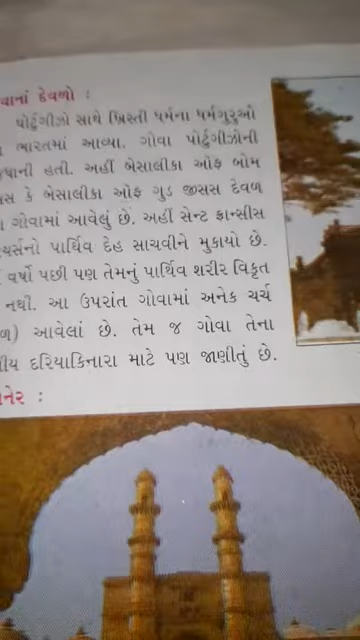 દેવળો :
પોર્ટુગીઝો સાથે ખ્રિસ્તી ધર્મના ધર્મગુરુઓ
ભારતમાં આવ્યા. ગોવા પોર્ટુગીઝોની
હતી. અહીં બેસાલીકા ઑફ બોમ
કે બેસાલીકા ઑફ ગુડ જીસસ દેવળ
ગોવામાં આવેલું છે. અહીં સેન્ટ ફ્રાન્સીસ
પાર્થિવ દેહ સાચવીને મુકાયો છે.
વર્ષો પછી પણ તેમનું પાર્થિવ શરીર વિકૃત
નથી. આ ઉપરાંત ગોવામાં અનેક ચર્ચ
આવેલાં છે. તેમ જ ગોવા તેના
દરિયાકિનારા માટે પણ જાણીતું છે.